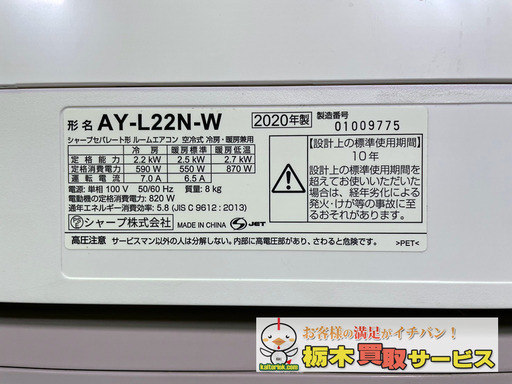 形名 AY-L22N-W 2020年製 製造番号 01009775
シャープセパレート形 ルームエアコン 空冷式 冷房・暖房兼用
冷房 暖房標準 暖房低温
定格能力 2.2 kW 2.5 kW 2.7 kW
定格消費電力 590 W 550 W 870 W
運転電流 7.0 A 6.5 A
電源: 単相 100 V 50/60 Hz 質量: 8 kg
電動機の定格消費電力: 820 W
通年エネルギー消費効率: 5.8 (JIS C 9612 : 2013)
シャープ株式会社 MADE IN CHINA S JET
【設計上の標準使用期間】
10年
設計上の標準使用期間を
超えてお使いいただいた
場合は、経年劣化による
発火・けが等の事故に至
るおそれがあります。
高圧注意 サービスマン以外の人は分解しない。内部に高電圧部があり、さわると危険です。 >PET<
お客様の満足がイチバン!
栃木買取サービス
kaitoriok.com